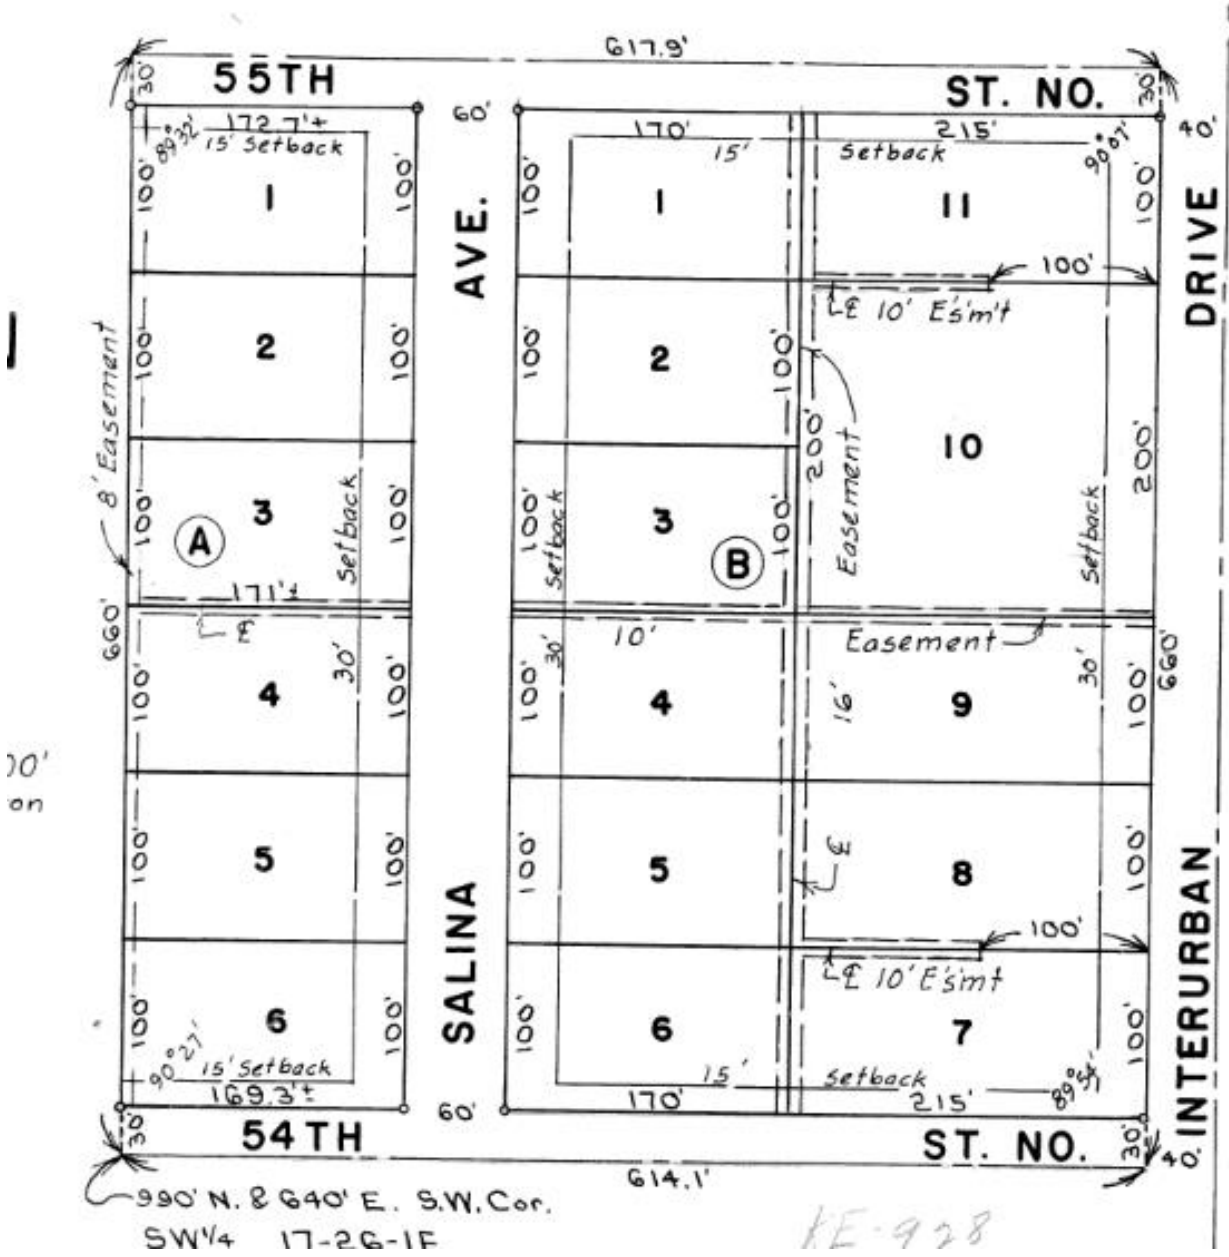 617.9'
30' 55TH ST. NO. 30'
60' 40'
172.7'± 170' 215'
89°32' 15' Setback 15' Setback 90°07'
100' 100' 100' 100'
1 1 11
AVE.
DRIVE
100'
℄ 10' E's'm't
100' 100' 100' 100'
2 2 10
8' Easement
200' 200'
Easement
100' 100' 100' 100'
3 3
A B
Setback Setback Setback
171'±
℄
660' 10' Easement 660'
30' 30' 30'
100' 100' 100' 100'
4 4 16' 9
100' 100' 100' 100'
5 5 8
℄
SALINA
INTERURBAN
100'
℄ 10' E's'mt
100' 100' 100' 100'
6 6 7
90°27' 15' Setback 15' Setback 89°54'
169.3'± 170' 215'
60'
30' 54TH ST. NO. 30' 40'
614.1'
990' N. & 640' E. S.W. Cor.
SW¼ 17-26-1E
00'
on
KE-928